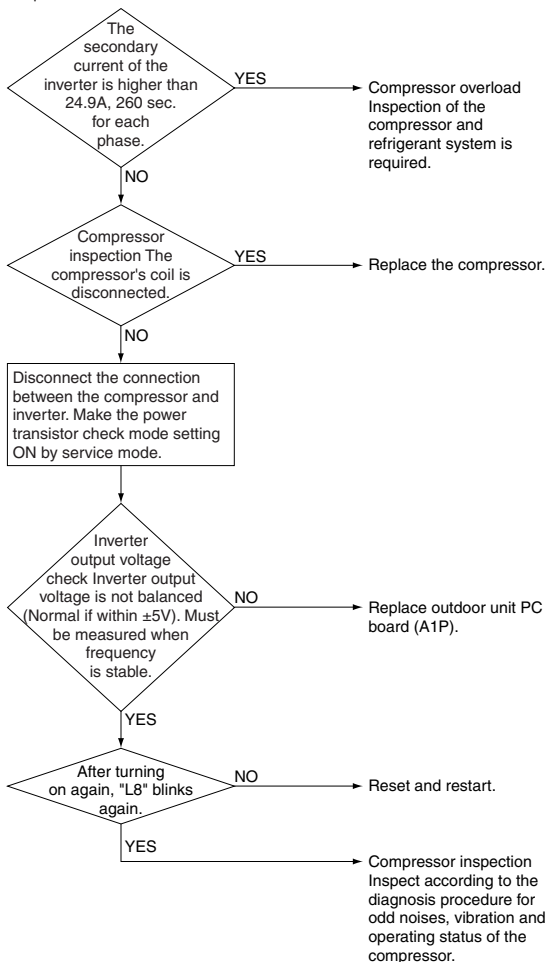 The
secondary
current of the
inverter is higher than
24.9A, 260 sec.
for each
phase.
YES
Compressor overload
Inspection of the
compressor and
refrigerant system is
required.
NO
Compressor
inspection The
compressor's coil is
disconnected.
YES
Replace the compressor.
NO
Disconnect the connection
between the compressor and
inverter. Make the power
transistor check mode setting
ON by service mode.
Inverter
output voltage
check Inverter output
voltage is not balanced
(Normal if within ±5V). Must
be measured when
frequency
is stable.
NO
Replace outdoor unit PC
board (A1P).
YES
After turning
on again, "L8" blinks
again.
NO
Reset and restart.
YES
Compressor inspection
Inspect according to the
diagnosis procedure for
odd noises, vibration and
operating status of the
compressor.